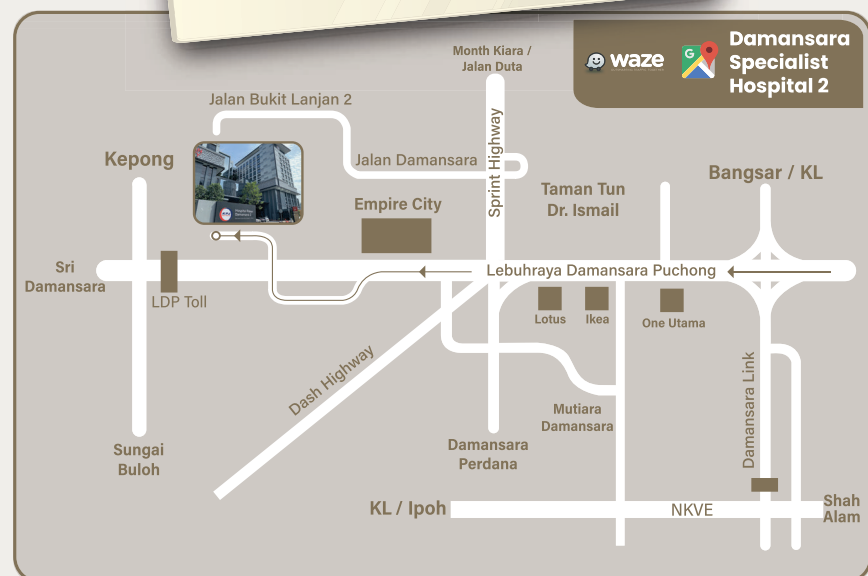 Month Kiara /
Jalan Duta
waze
Damansara
Specialist
Hospital 2
Jalan Bukit Lanjan 2
Kepong
Jalan Damansara
Sprint Highway
Taman Tun
Dr. Ismail
Bangsar / KL
Empire City
Sri
Damansara
LDP Toll
Lebuhraya Damansara Puchong
Lotus
Ikea
One Utama
Dash Highway
Damansara Link
Mutiara
Damansara
Sungai
Buloh
Damansara
Perdana
KL / Ipoh
NKVE
Shah
Alam